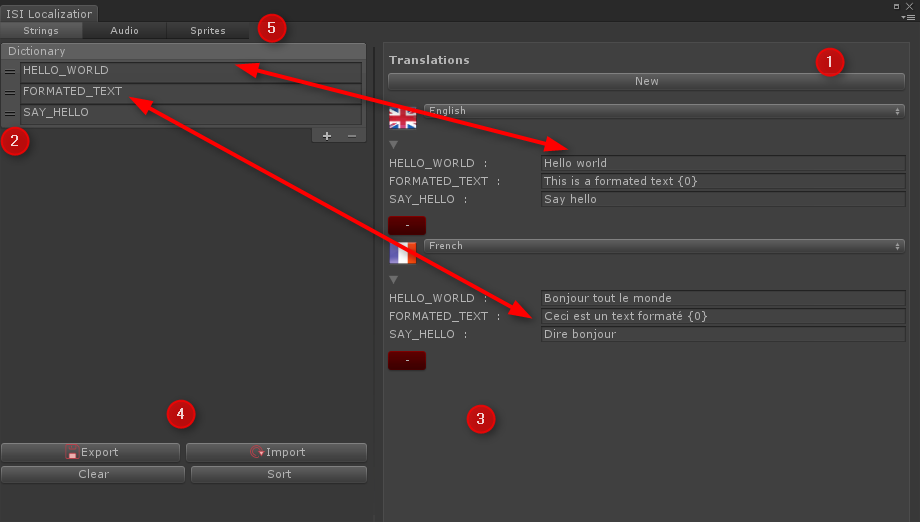 ISI Localization
Strings Audio Sprites
5
Dictionary
HELLO_WORLD
FORMATED_TEXT
SAY_HELLO
+ −
2
4
Export Import
Clear Sort
Translations
1
New
English
HELLO_WORLD : Hello world
FORMATED_TEXT : This is a formated text {0}
SAY_HELLO : Say hello
-
French
HELLO_WORLD : Bonjour tout le monde
FORMATED_TEXT : Ceci est un text formaté {0}
SAY_HELLO : Dire bonjour
-
3